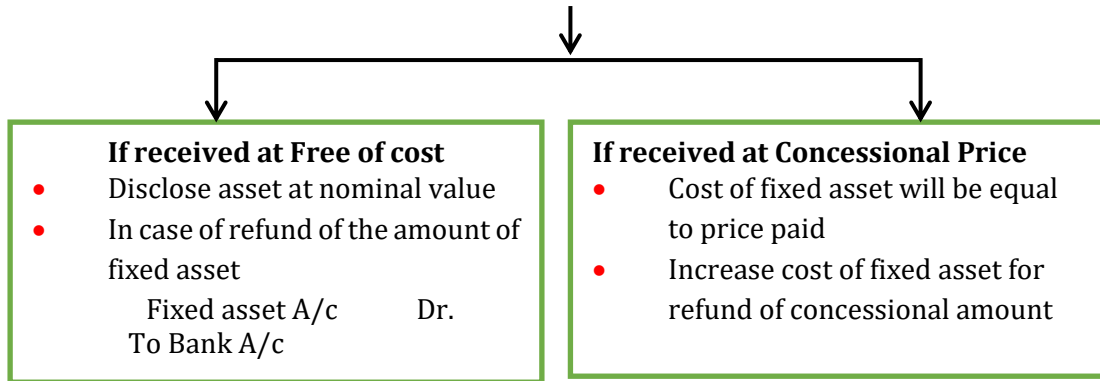 If received at Free of cost
• Disclose asset at nominal value
• In case of refund of the amount of
fixed asset
Fixed asset A/c Dr.
To Bank A/c
If received at Concessional Price
• Cost of fixed asset will be equal
to price paid
• Increase cost of fixed asset for
refund of concessional amount